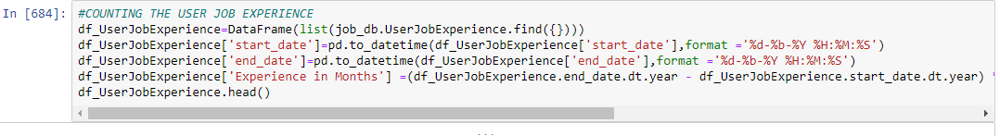 In [684]:
#COUNTING THE USER JOB EXPERIENCE
df_UserJobExperience=DataFrame(list(job_db.UserJobExperience.find({})))
df_UserJobExperience['start_date']=pd.to_datetime(df_UserJobExperience['start_date'],format ='%d-%b-%Y %H:%M:%S')
df_UserJobExperience['end_date']=pd.to_datetime(df_UserJobExperience['end_date'],format ='%d-%b-%Y %H:%M:%S')
df_UserJobExperience['Experience in Months'] =(df_UserJobExperience.end_date.dt.year - df_UserJobExperience.start_date.dt.year)
df_UserJobExperience.head()
...